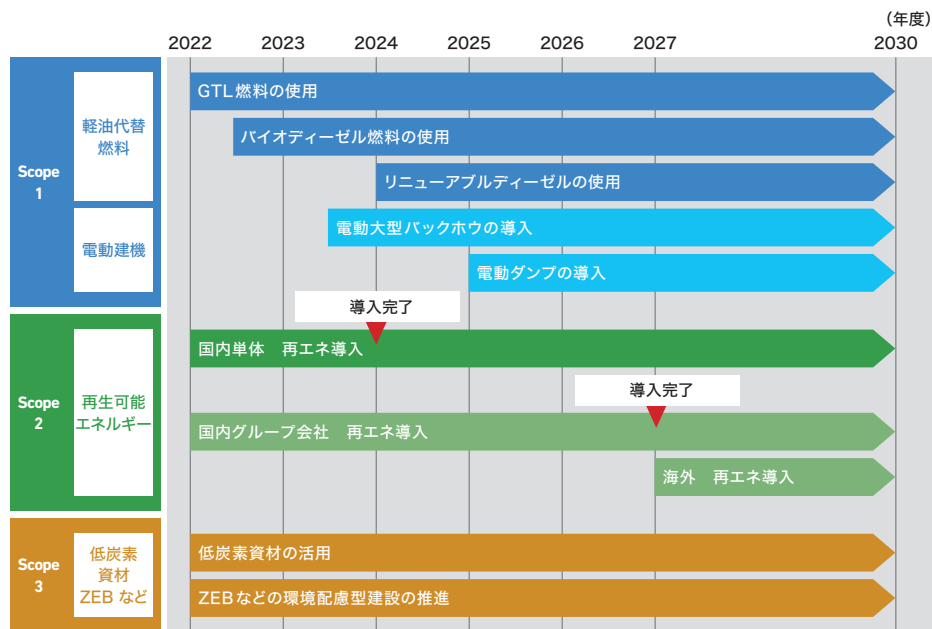 (年度)
2022 2023 2024 2025 2026 2027 2030
Scope
1
軽油代替
燃料
GTL燃料の使用
バイオディーゼル燃料の使用
リニューアブルディーゼルの使用
電動建機
電動大型バックホウの導入
電動ダンプの導入
導入完了
Scope
2
再生可能
エネルギー
国内単体 再エネ導入
導入完了
国内グループ会社 再エネ導入
海外 再エネ導入
Scope
3
低炭素
資材
ZEB など
低炭素資材の活用
ZEBなどの環境配慮型建設の推進